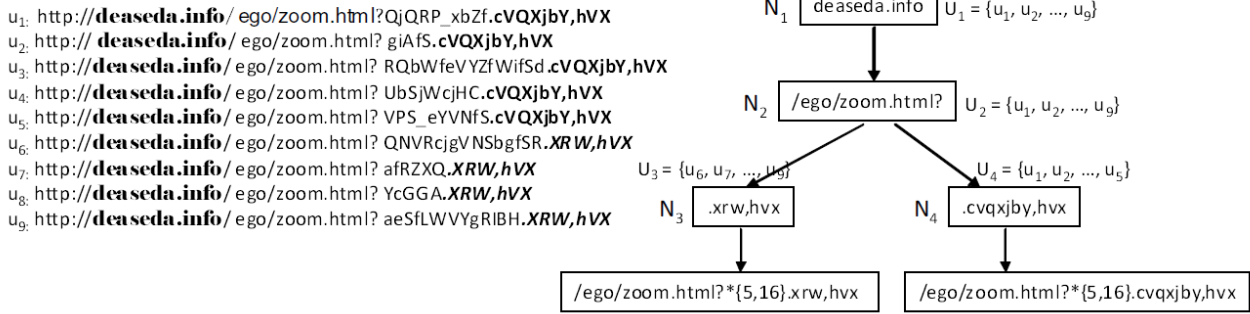 u1: http://deaseda.info/ ego/zoom.html?QjQRP_xbZf.cVQXjbY,hVX
u2: http:// deaseda.info/ ego/zoom.html? giAfS.cVQXjbY,hVX
u3: http://deaseda.info/ ego/zoom.html? RQbWfeVYZfWifSd.cVQXjbY,hVX
u4: http://deaseda.info/ ego/zoom.html? UbSjWcjHC.cVQXjbY,hVX
u5: http://deaseda.info/ ego/zoom.html? VPS_eYVNfS.cVQXjbY,hVX
u6: http://deaseda.info/ ego/zoom.html? QNVRcjgVNSbgfSR.XRW,hVX
u7: http://deaseda.info/ ego/zoom.html? afRZXQ.XRW,hVX
u8: http://deaseda.info/ ego/zoom.html? YcGGA.XRW,hVX
u9: http://deaseda.info/ ego/zoom.html? aeSfLWVYgRIBH.XRW,hVX
N1 deaseda.info U1 = {u1, u2, ..., u9}
N2 /ego/zoom.html? U2 = {u1, u2, ..., u9}
U3 = {u6, u7, ..., u9} U4 = {u1, u2, ..., u5}
N3 .xrw,hvx N4 .cvqxjby,hvx
/ego/zoom.html?*{5,16}.xrw,hvx /ego/zoom.html?*{5,16}.cvqxjby,hvx